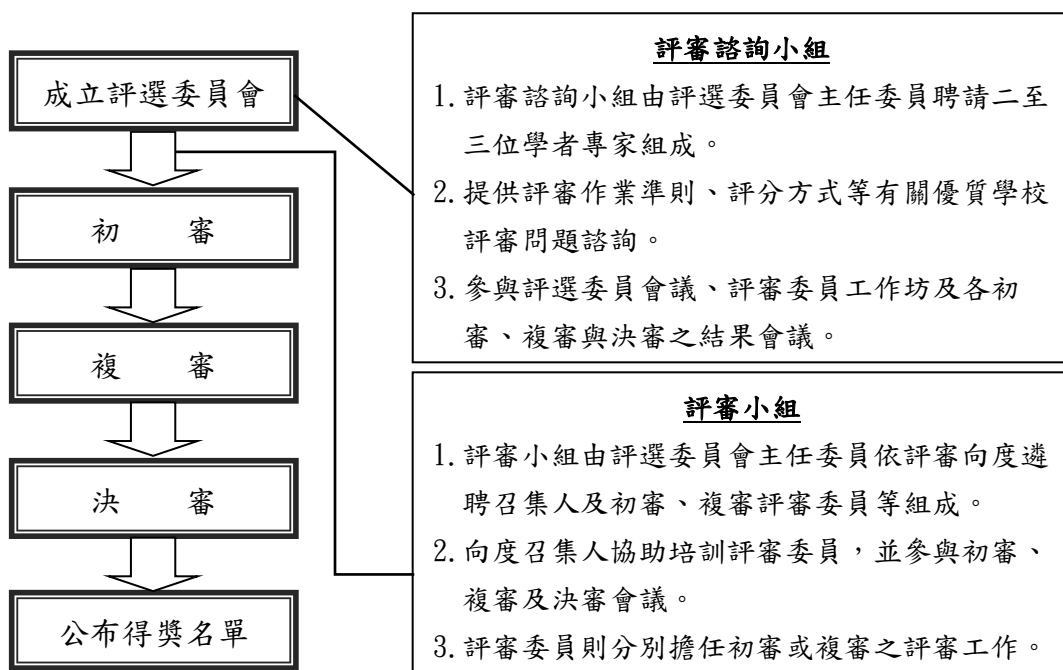 成立評選委員會
初　　審
複　　審
決　　審
公布得獎名單
評審諮詢小組
1.評審諮詢小組由評選委員會主任委員聘請二至
三位學者專家組成。
2.提供評審作業準則、評分方式等有關優質學校
評審問題諮詢。
3.參與評選委員會議、評審委員工作坊及各初
審、複審與決審之結果會議。
評審小組
1.評審小組由評選委員會主任委員依評審向度遴
聘召集人及初審、複審評審委員等組成。
2.向度召集人協助培訓評審委員，並參與初審、
複審及決審會議。
3.評審委員則分別擔任初審或複審之評審工作。